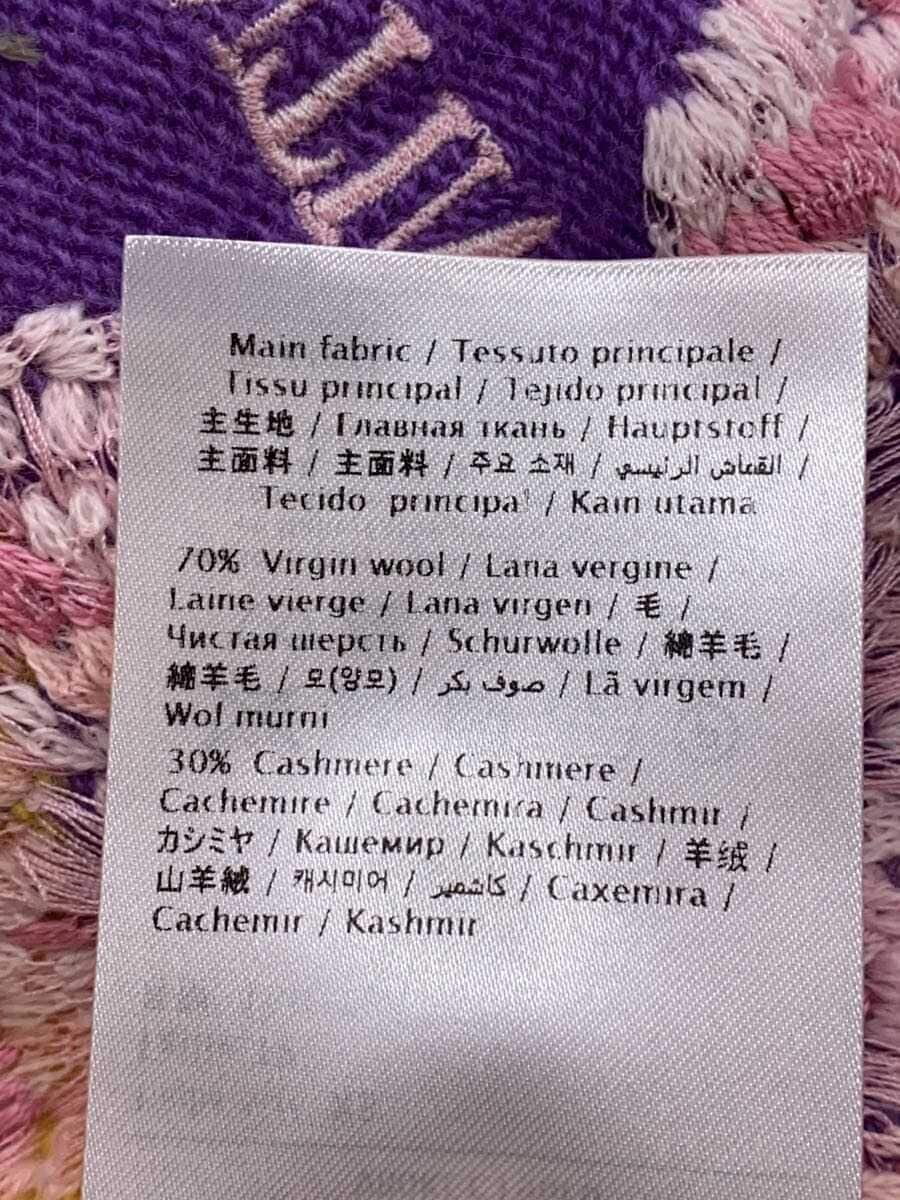 Main fabric / Tessuto principale /
Tissu principal / Tejido principal /
主生地 / Главная ткань / Hauptstoff /
主面料 / 主面料 / 주요 소재 / القماش الرئيسي /
Tecido principal / Kain utama
70% Virgin wool / Lana vergine /
Laine vierge / Lana virgen / 毛 /
Чистая шерсть / Schurwolle / 綿羊毛 /
綿羊毛 / 모(양모) / صوف بكر / Lã virgem /
Wol murni
30% Cashmere / Cashmere /
Cachemire / Cachemira / Cashmir /
カシミヤ / Кашемир / Kaschmir / 羊绒 /
山羊絨 / 캐시미어 / كاشمير / Caxemira /
Cachemir / Kashmir